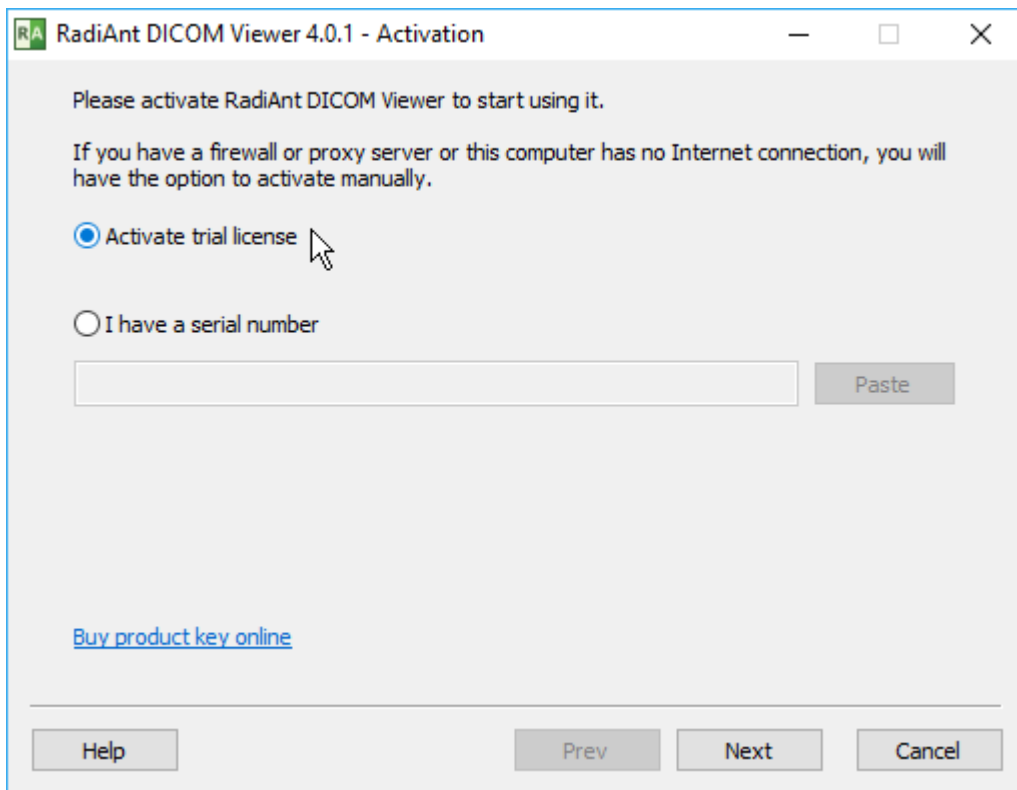 RA RadiAnt DICOM Viewer 4.0.1 - Activation
Please activate RadiAnt DICOM Viewer to start using it.
If you have a firewall or proxy server or this computer has no Internet connection, you will
have the option to activate manually.
Activate trial license
I have a serial number
Paste
Buy product key online
Help Prev Next Cancel